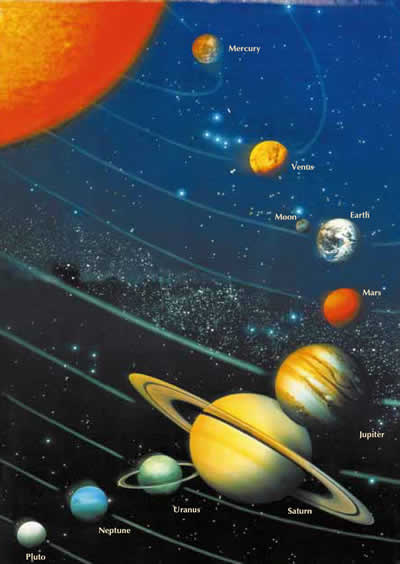 Mercury
Venus
Moon
Earth
Mars
Jupiter
Saturn
Uranus
Neptune
Pluto